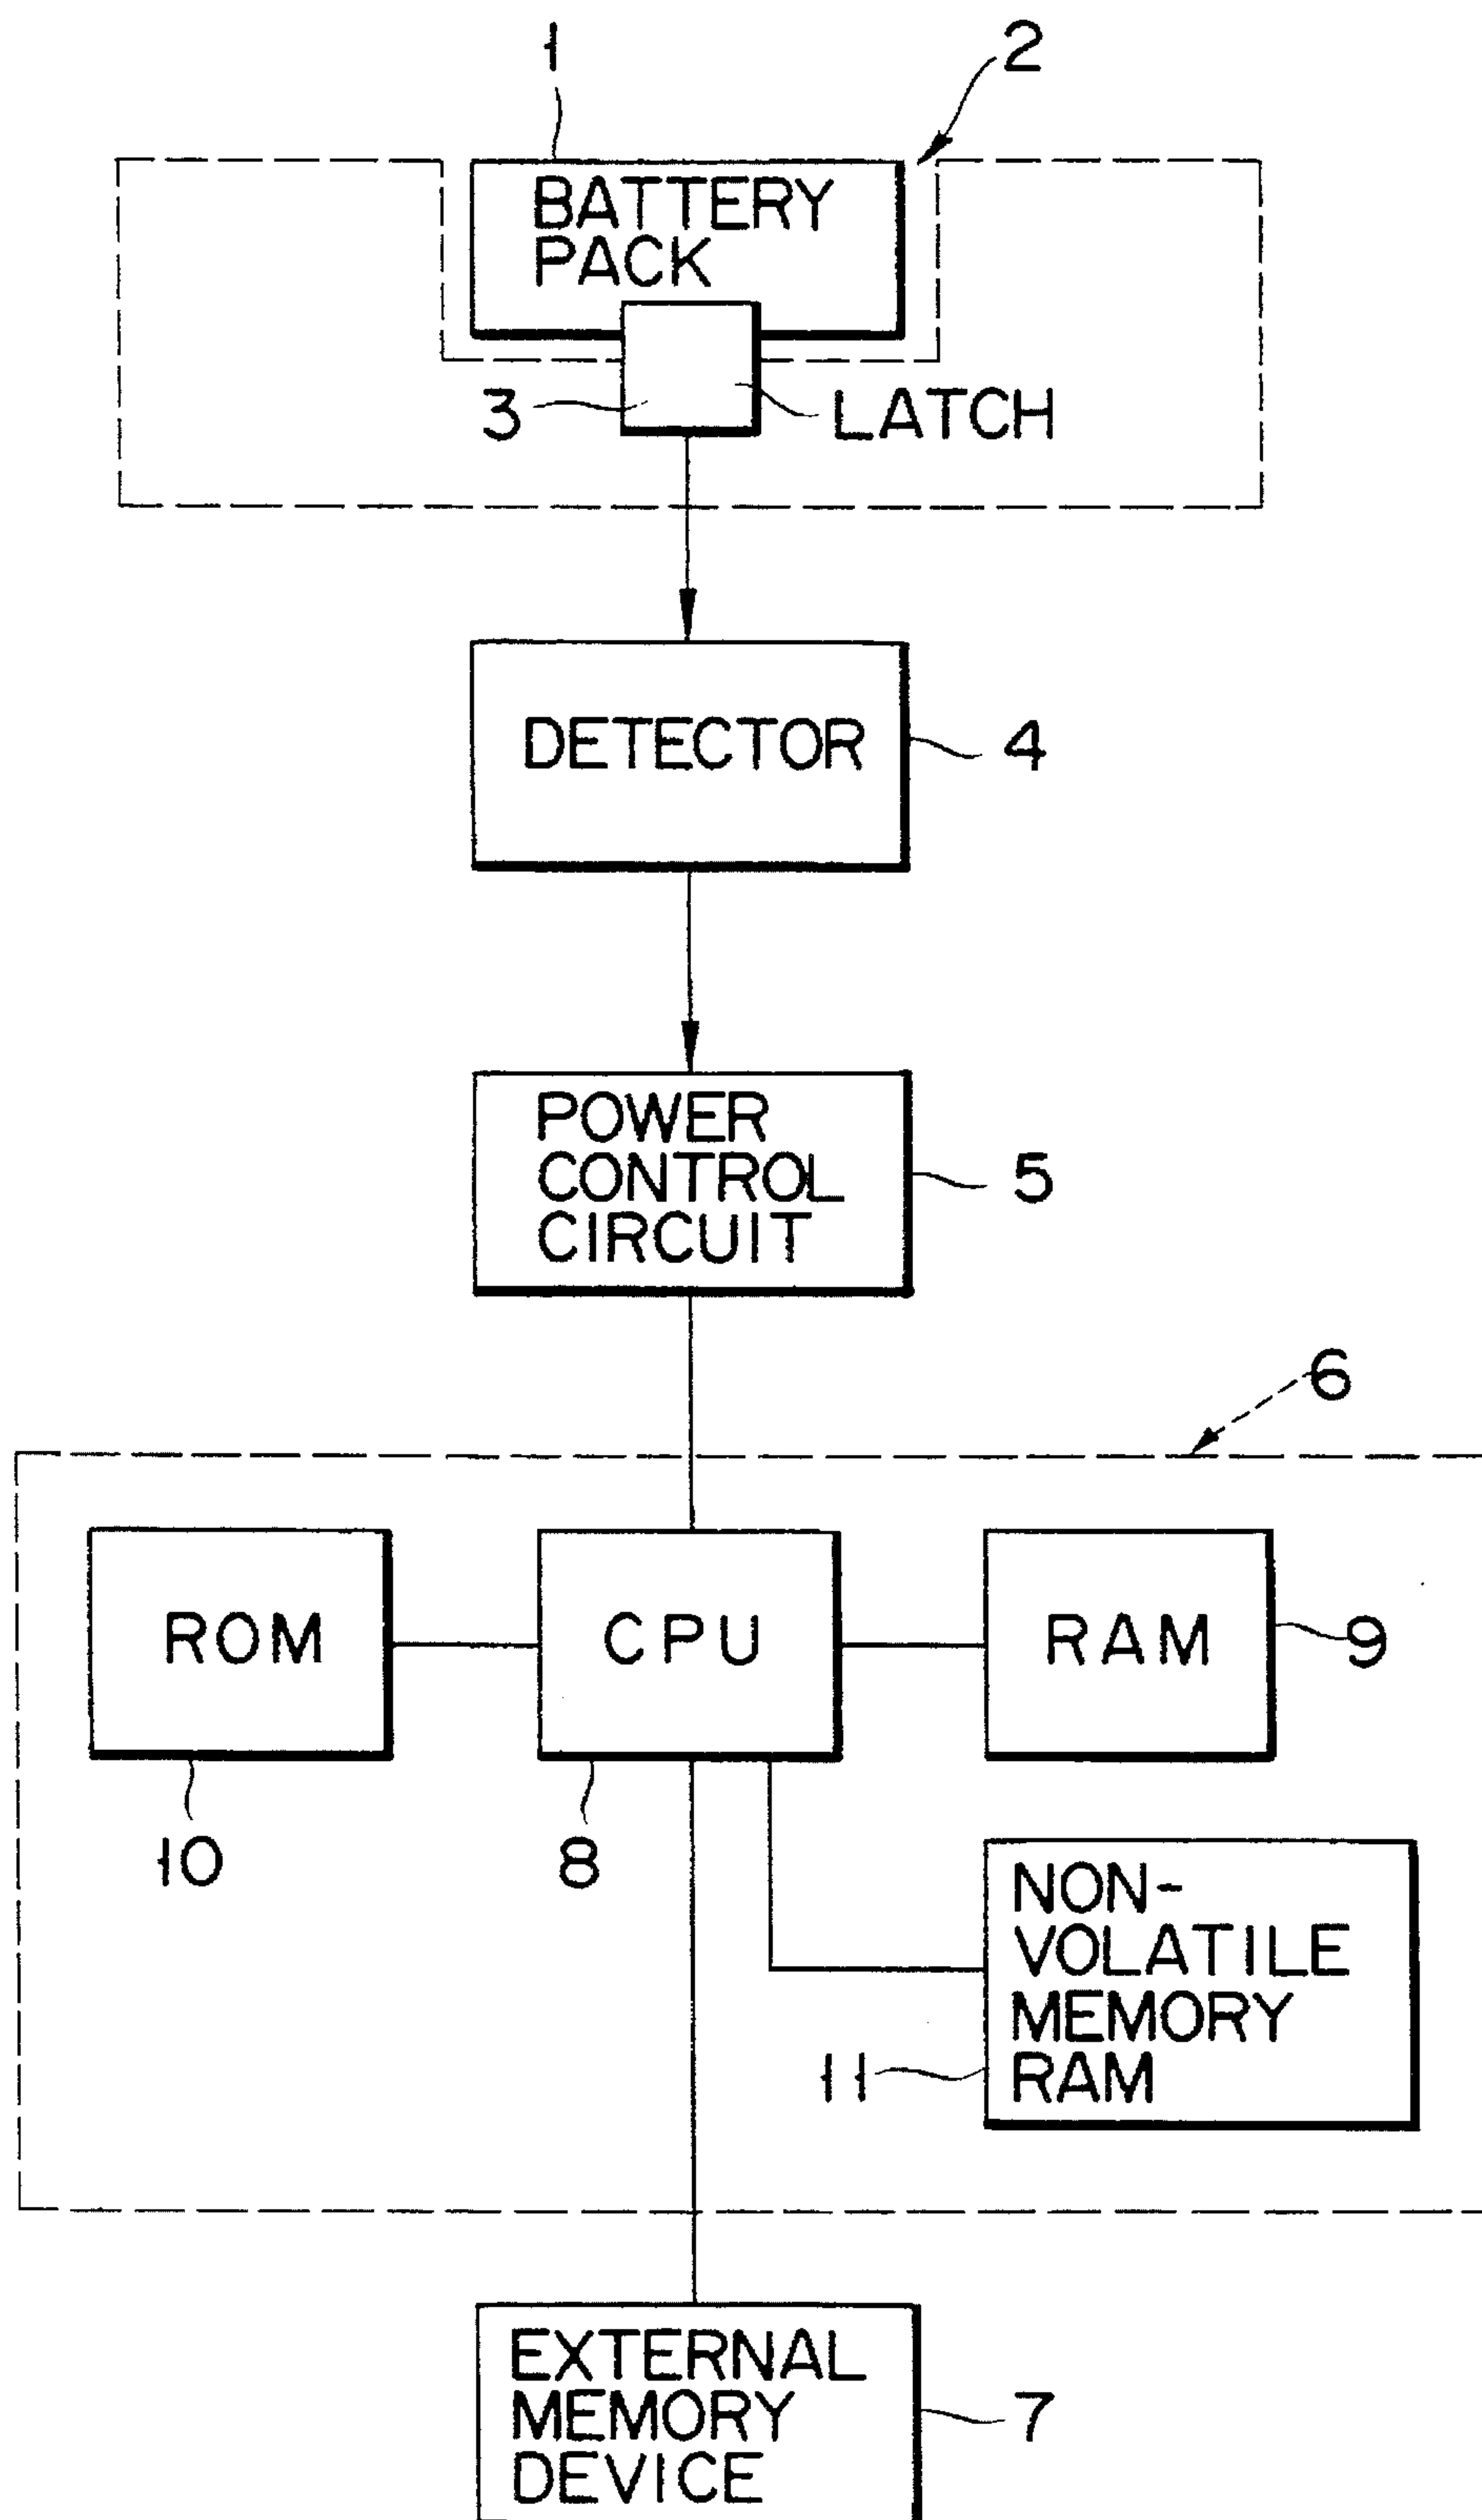 1
2
BATTERY
PACK
3
LATCH
DETECTOR
4
POWER
CONTROL
CIRCUIT
5
6
ROM
CPU
RAM
9
10
8
NON-
VOLATILE
MEMORY
RAM
11
EXTERNAL
MEMORY
DEVICE
7